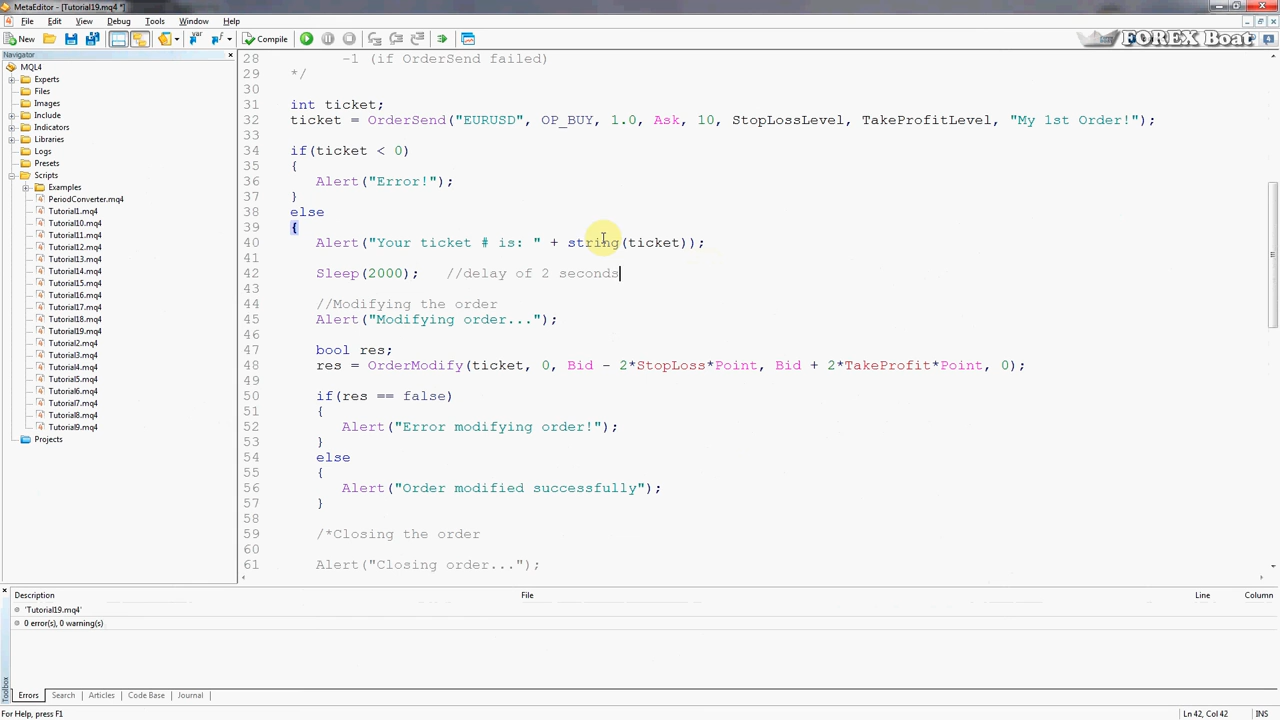 MetaEditor - [Tutorial19.mq4 *]
File Edit View Debug Tools Window Help
New Compile
FOREX Boat
Navigator
MQL4
Experts
Files
Images
Include
Indicators
Libraries
Logs
Presets
Scripts
Examples
PeriodConverter.mq4
Tutorial1.mq4
Tutorial10.mq4
Tutorial11.mq4
Tutorial12.mq4
Tutorial13.mq4
Tutorial14.mq4
Tutorial15.mq4
Tutorial16.mq4
Tutorial17.mq4
Tutorial18.mq4
Tutorial19.mq4
Tutorial2.mq4
Tutorial3.mq4
Tutorial4.mq4
Tutorial5.mq4
Tutorial6.mq4
Tutorial7.mq4
Tutorial8.mq4
Tutorial9.mq4
Projects
28 -1 (if OrderSend failed)
29 */
30
31 int ticket;
32 ticket = OrderSend("EURUSD", OP_BUY, 1.0, Ask, 10, StopLossLevel, TakeProfitLevel, "My 1st Order!");
33
34 if(ticket < 0)
35 {
36 Alert("Error!");
37 }
38 else
39 {
40 Alert("Your ticket # is: " + string(ticket));
41
42 Sleep(2000); //delay of 2 seconds
43
44 //Modifying the order
45 Alert("Modifying order...");
46
47 bool res;
48 res = OrderModify(ticket, 0, Bid - 2*StopLoss*Point, Bid + 2*TakeProfit*Point, 0);
49
50 if(res == false)
51 {
52 Alert("Error modifying order!");
53 }
54 else
55 {
56 Alert("Order modified successfully");
57 }
58
59 /*Closing the order
60
61 Alert("Closing order...");
Description File Line Column
'Tutorial19.mq4'
0 error(s), 0 warning(s)
Toolbox
Errors Search Articles Code Base Journal
For Help, press F1 Ln 42, Col 42 INS